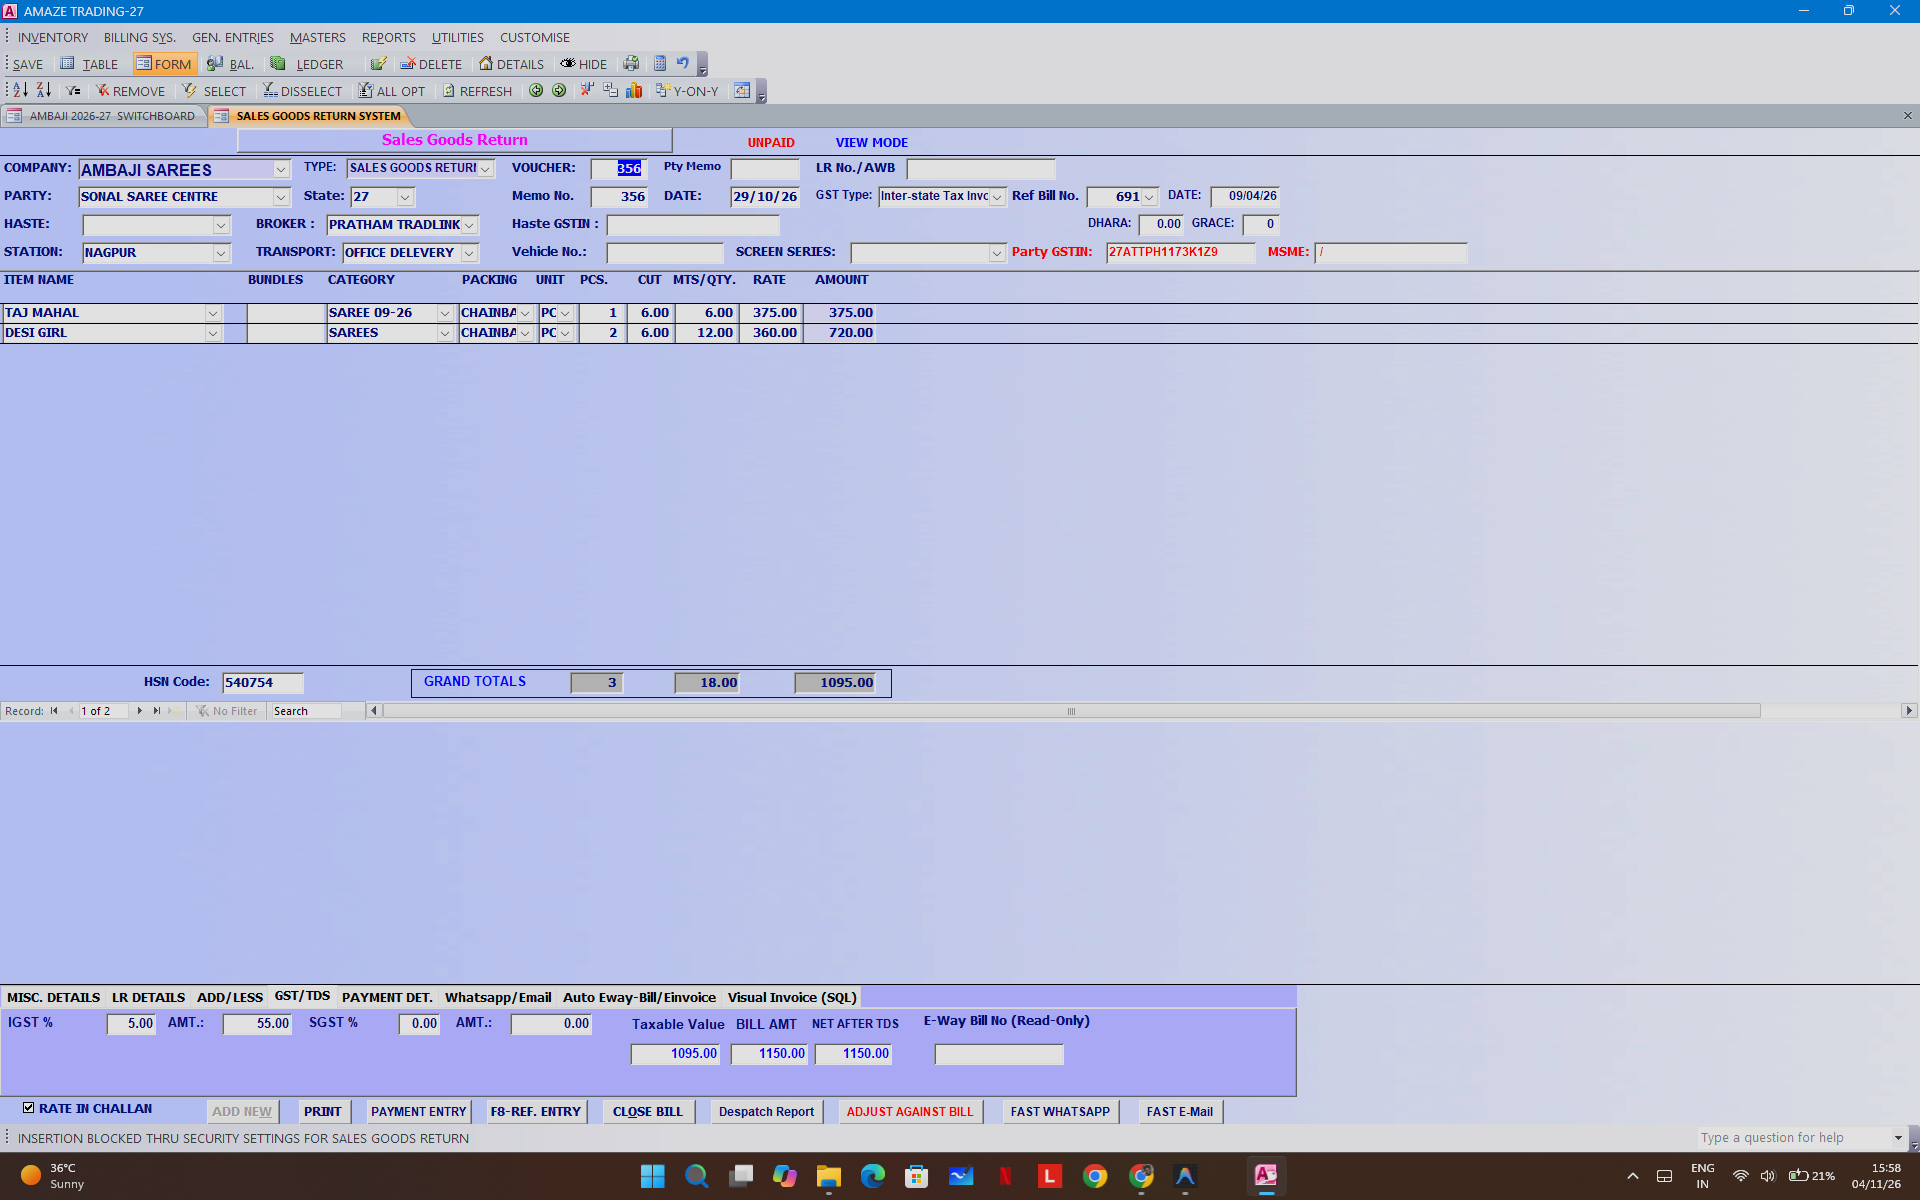 AMAZE TRADING-27
INVENTORY BILLING SYS. GEN. ENTRIES MASTERS REPORTS UTILITIES CUSTOMISE
SAVE TABLE FORM BAL. LEDGER DELETE DETAILS HIDE
REMOVE SELECT DISSELECT ALL OPT REFRESH Y-ON-Y
AMBAJI 2026-27 SWITCHBOARD SALES GOODS RETURN SYSTEM
Sales Goods Return UNPAID VIEW MODE
COMPANY: AMBAJI SAREES TYPE: SALES GOODS RETURI VOUCHER: 356 Pty Memo LR No./AWB
PARTY: SONAL SAREE CENTRE State: 27 Memo No. 356 DATE: 29/10/26 GST Type: Inter-state Tax Invc Ref Bill No. 691 DATE: 09/04/26
HASTE: BROKER : PRATHAM TRADLINK Haste GSTIN : DHARA: 0.00 GRACE: 0
STATION: NAGPUR TRANSPORT: OFFICE DELEVERY Vehicle No.: SCREEN SERIES: Party GSTIN: 27ATTPH1173K1Z9 MSME: /
ITEM NAME BUNDLES CATEGORY PACKING UNIT PCS. CUT MTS/QTY. RATE AMOUNT
TAJ MAHAL SAREE 09-26 CHAINBA PC 1 6.00 6.00 375.00 375.00
DESI GIRL SAREES CHAINBA PC 2 6.00 12.00 360.00 720.00
HSN Code: 540754 GRAND TOTALS 3 18.00 1095.00
Record: 1 of 2 No Filter Search
MISC. DETAILS LR DETAILS ADD/LESS GST/TDS PAYMENT DET. Whatsapp/Email Auto Eway-Bill/Einvoice Visual Invoice (SQL)
IGST % 5.00 AMT.: 55.00 SGST % 0.00 AMT.: 0.00 Taxable Value BILL AMT NET AFTER TDS E-Way Bill No (Read-Only)
1095.00 1150.00 1150.00
RATE IN CHALLAN ADD NEW PRINT PAYMENT ENTRY F8-REF. ENTRY CLOSE BILL Despatch Report ADJUST AGAINST BILL FAST WHATSAPP FAST E-Mail
INSERTION BLOCKED THRU SECURITY SETTINGS FOR SALES GOODS RETURN Type a question for help
36°C
Sunny
ENG
IN
21%
15:58
04/11/26